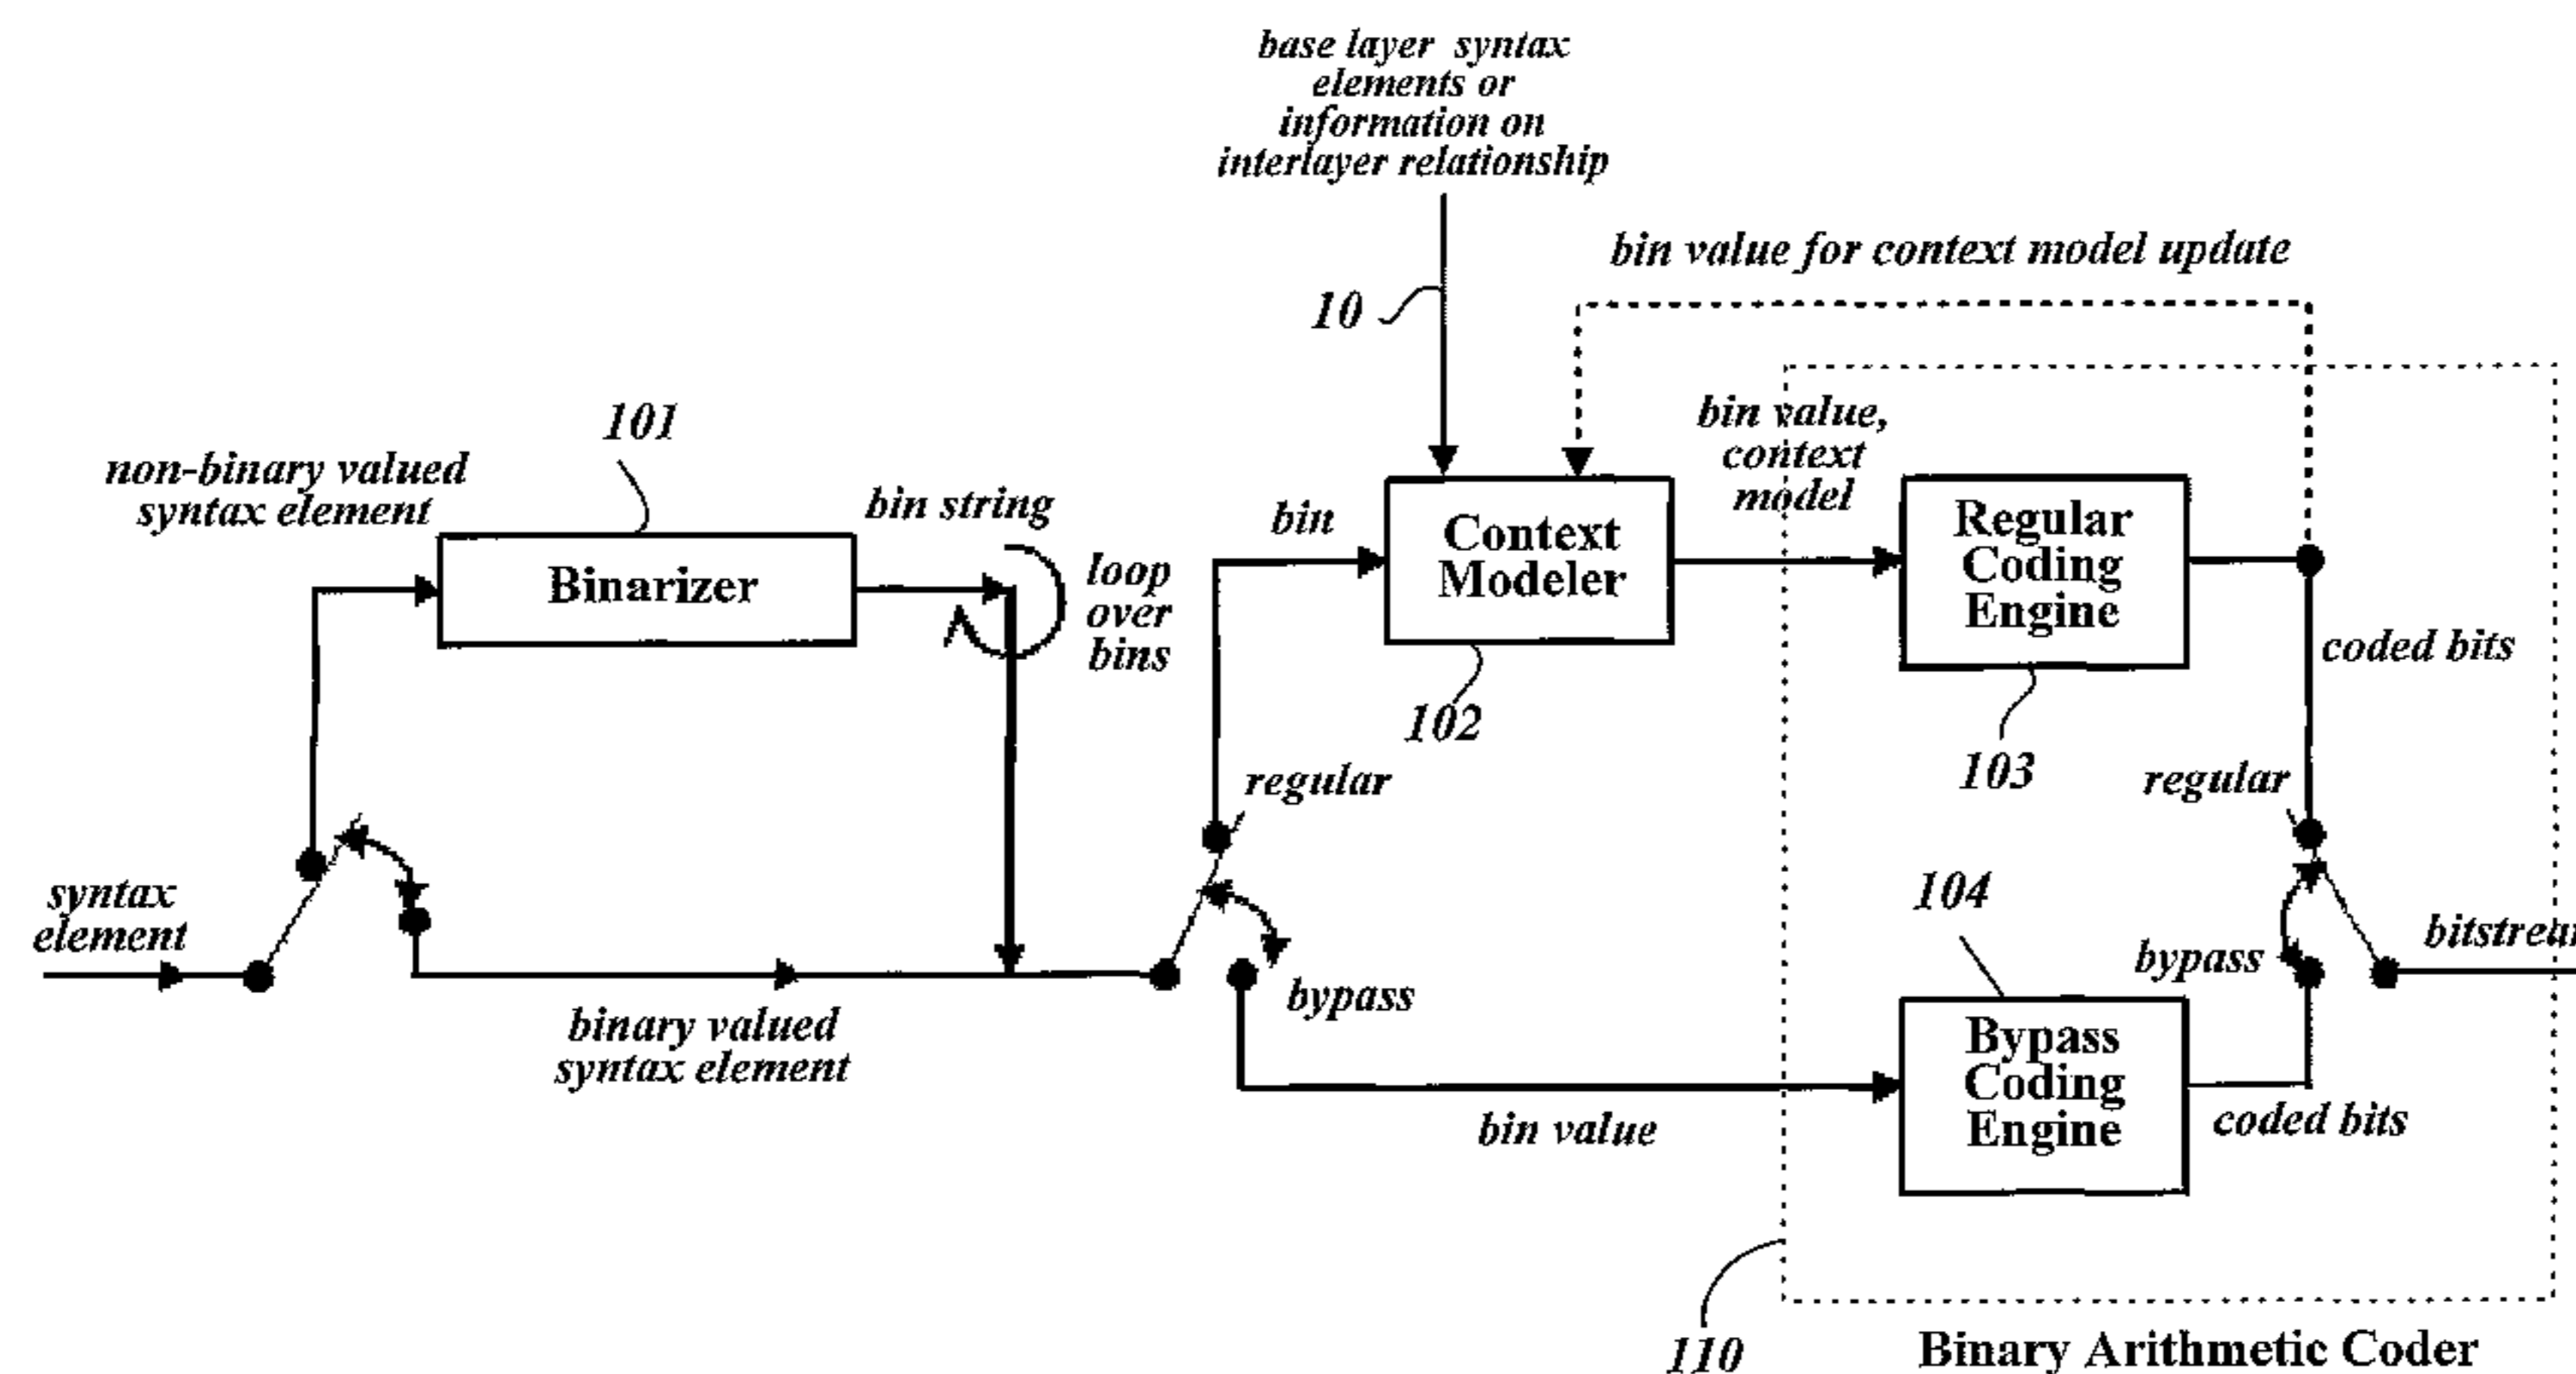 base layer syntax
elements or
information on
interlayer relationship
10
bin value for context model update
101
non-binary valued
syntax element
Binarizer
bin string
loop
over
bins
bin
Context
Modeler
102
bin value,
context
model
Regular
Coding
Engine
103
coded bits
regular
regular
syntax
element
binary valued
syntax element
bypass
bin value
104
bypass
Bypass
Coding
Engine
coded bits
110
Binary Arithmetic Coder